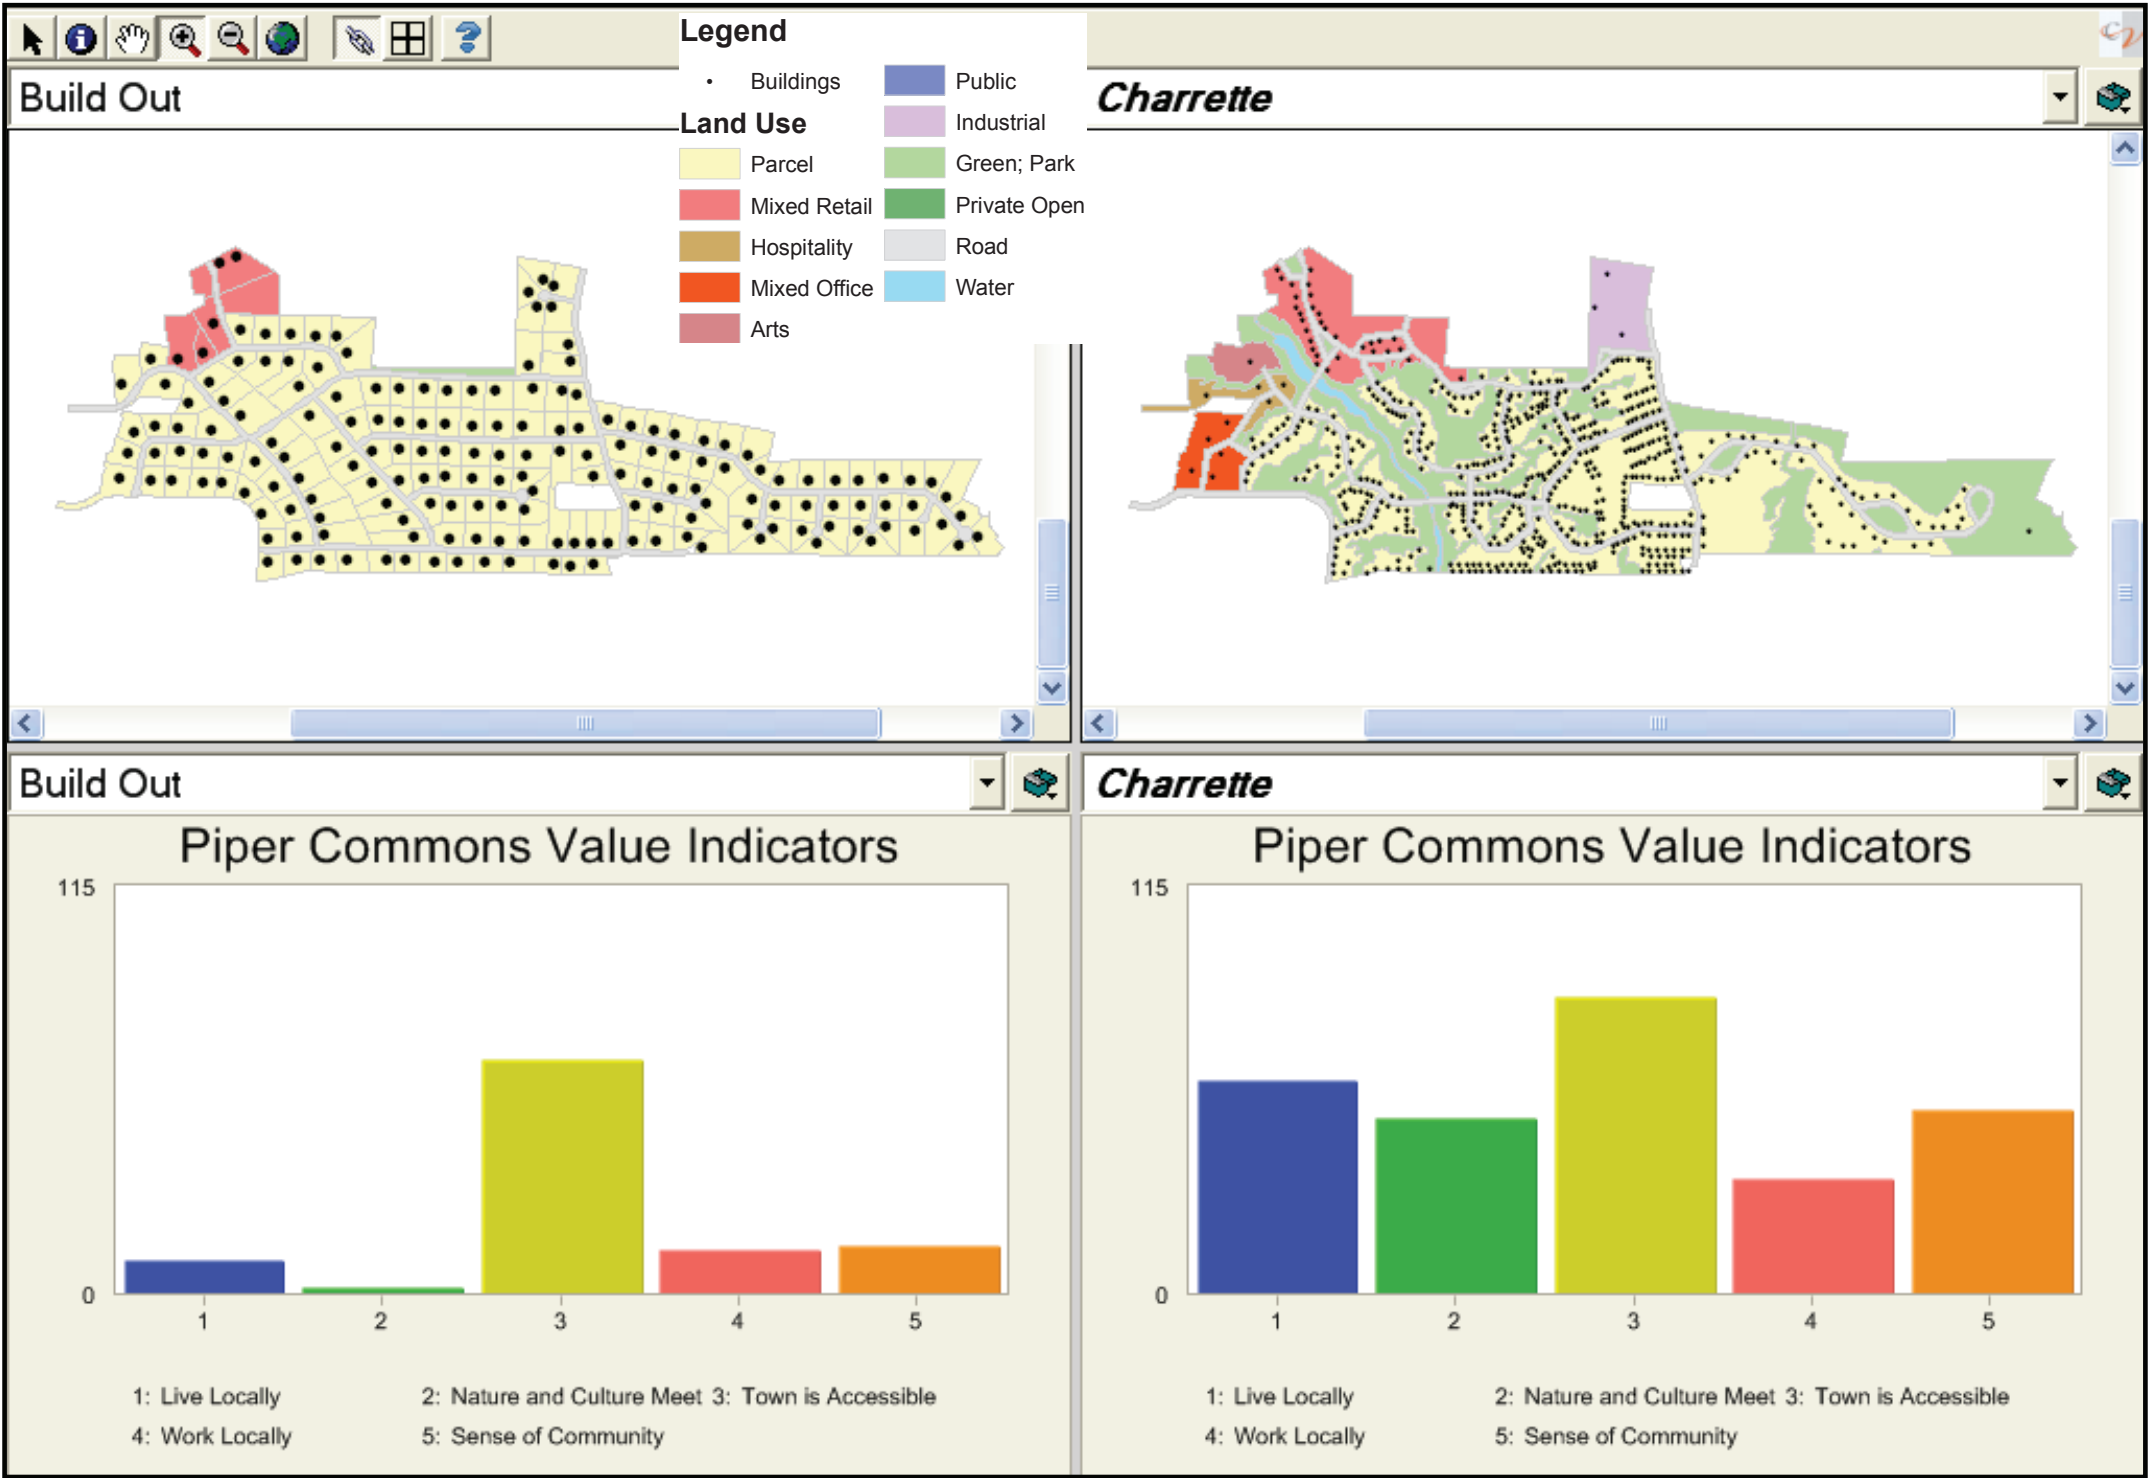 Legend
Buildings
Public
Land Use
Industrial
Parcel
Green; Park
Mixed Retail
Private Open
Hospitality
Road
Mixed Office
Water
Arts
Build Out
Charrette
Build Out
Piper Commons Value Indicators
115
0
1 2 3 4 5
1: Live Locally 2: Nature and Culture Meet 3: Town is Accessible
4: Work Locally 5: Sense of Community
Charrette
Piper Commons Value Indicators
115
0
1 2 3 4 5
1: Live Locally 2: Nature and Culture Meet 3: Town is Accessible
4: Work Locally 5: Sense of Community